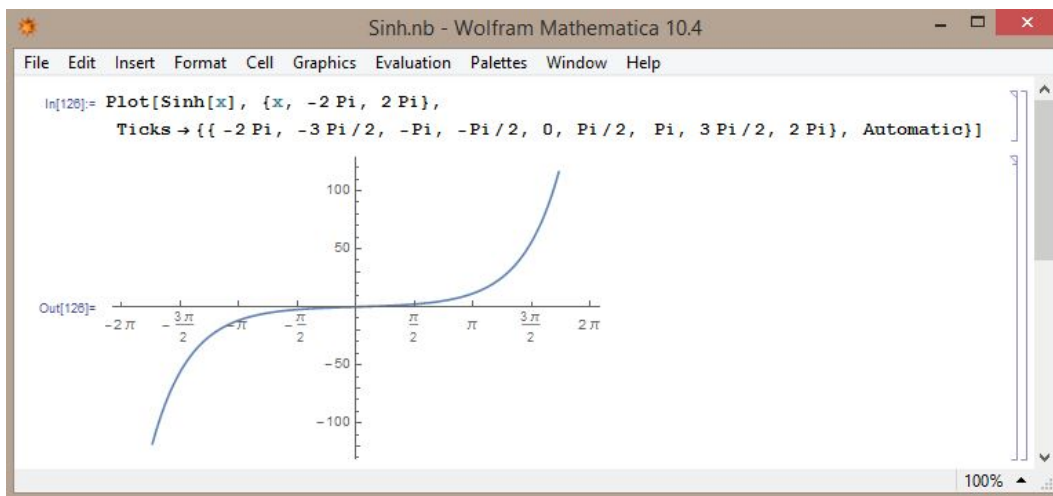 Sinh.nb - Wolfram Mathematica 10.4
File Edit Insert Format Cell Graphics Evaluation Palettes Window Help
In[126]:= Plot[Sinh[x], {x, -2 Pi, 2 Pi},
Ticks → {{ -2 Pi, -3 Pi/2, -Pi, -Pi/2, 0, Pi/2, Pi, 3 Pi/2, 2 Pi}, Automatic}]
100
50
Out[126]=
-2 π -3 π/2 -π -π/2 π/2 π 3 π/2 2 π
-50
-100
100%